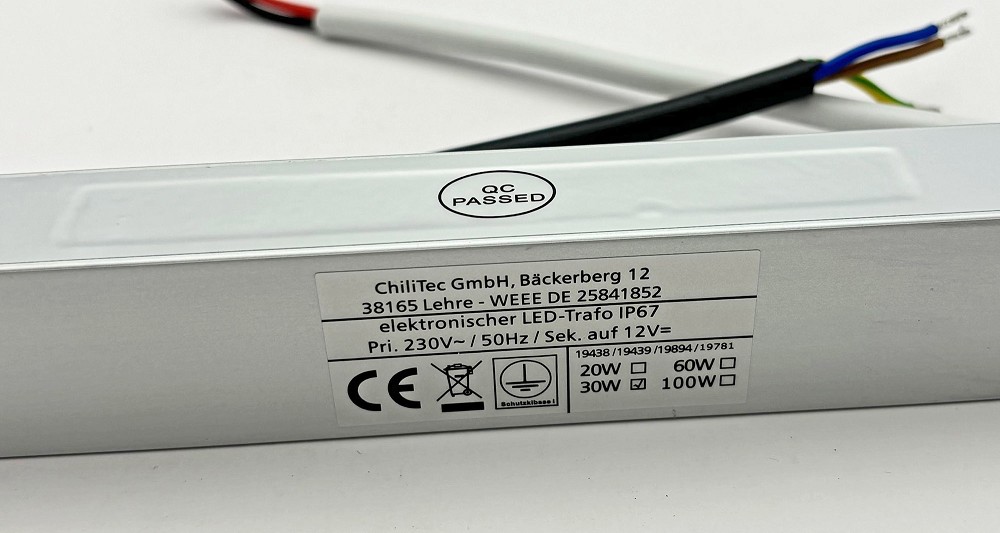 QC
PASSED
ChiliTec GmbH, Bäckerberg 12
38165 Lehre - WEEE DE 25841852
elektronischer LED-Trafo IP67
Pri. 230V~ / 50Hz / Sek. auf 12V=
CE
Schutzklasse I
19438 / 19439 / 19894 / 19781
20W ☐ 60W ☐
30W ☑ 100W ☐